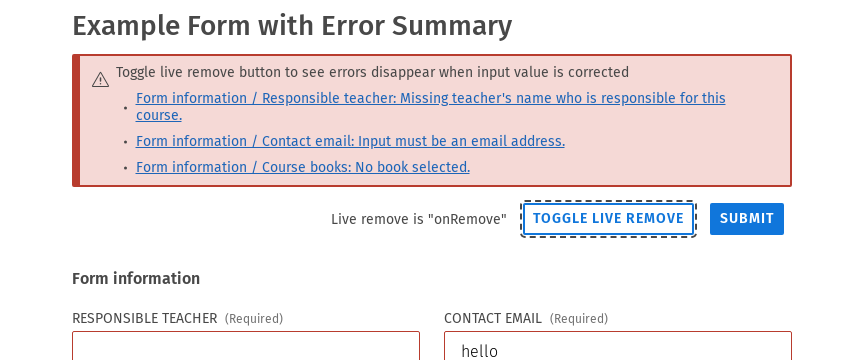 Example Form with Error Summary
Toggle live remove button to see errors disappear when input value is corrected
Form information / Responsible teacher: Missing teacher's name who is responsible for this
course.
Form information / Contact email: Input must be an email address.
Form information / Course books: No book selected.
Live remove is "onRemove" TOGGLE LIVE REMOVE SUBMIT
Form information
RESPONSIBLE TEACHER (Required) CONTACT EMAIL (Required)
hello